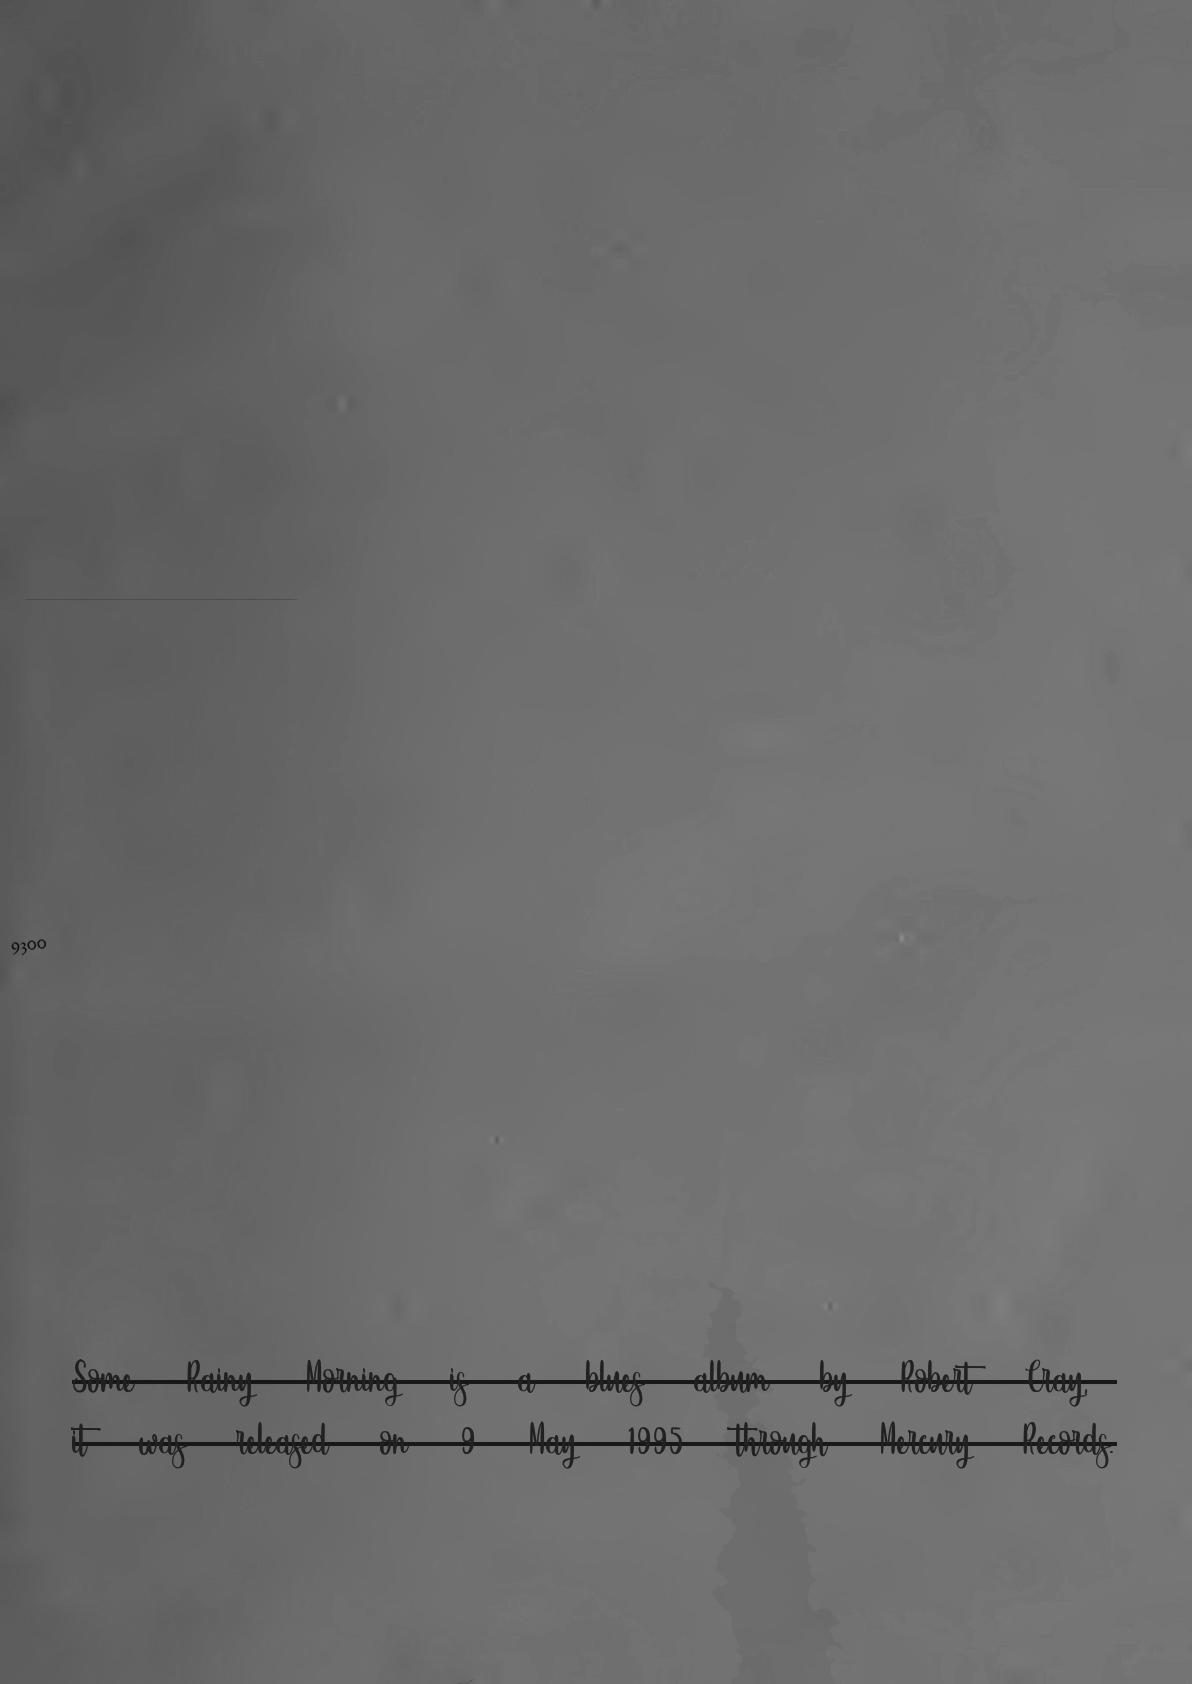 9300
Some Rainy Morning is a blues album by Robert Cray,
it was released on 9 May 1995 through Mercury Records.